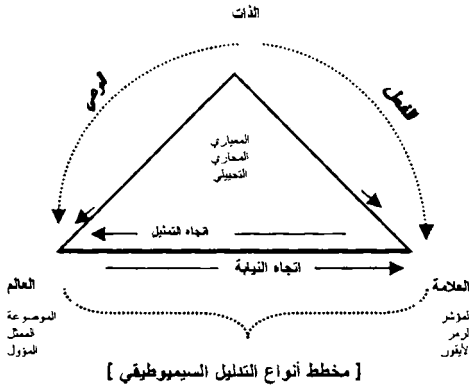 الذات
الوعي
الفعل
المعياري
المجازي
التخييلي
اتجاه التمثيل
اتجاه النيابة
العلامة
المؤشر
الرمز
الأيقون
العالم
الموضوعة
الممثل
المؤول
[ مخطط أنواع التدليل السيميوطيقي ]